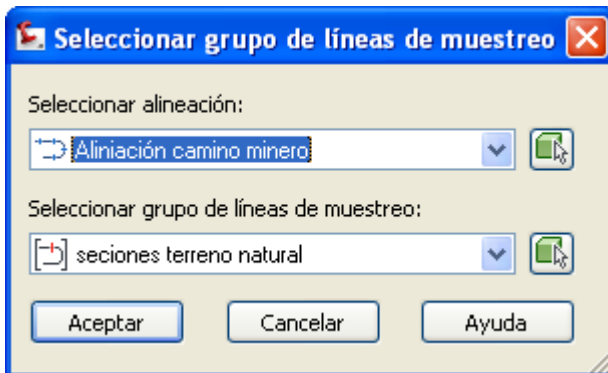 Seleccionar grupo de líneas de muestreo
Seleccionar alineación:
Aliniación camino minero
Seleccionar grupo de líneas de muestreo:
seciones terreno natural
Aceptar Cancelar Ayuda